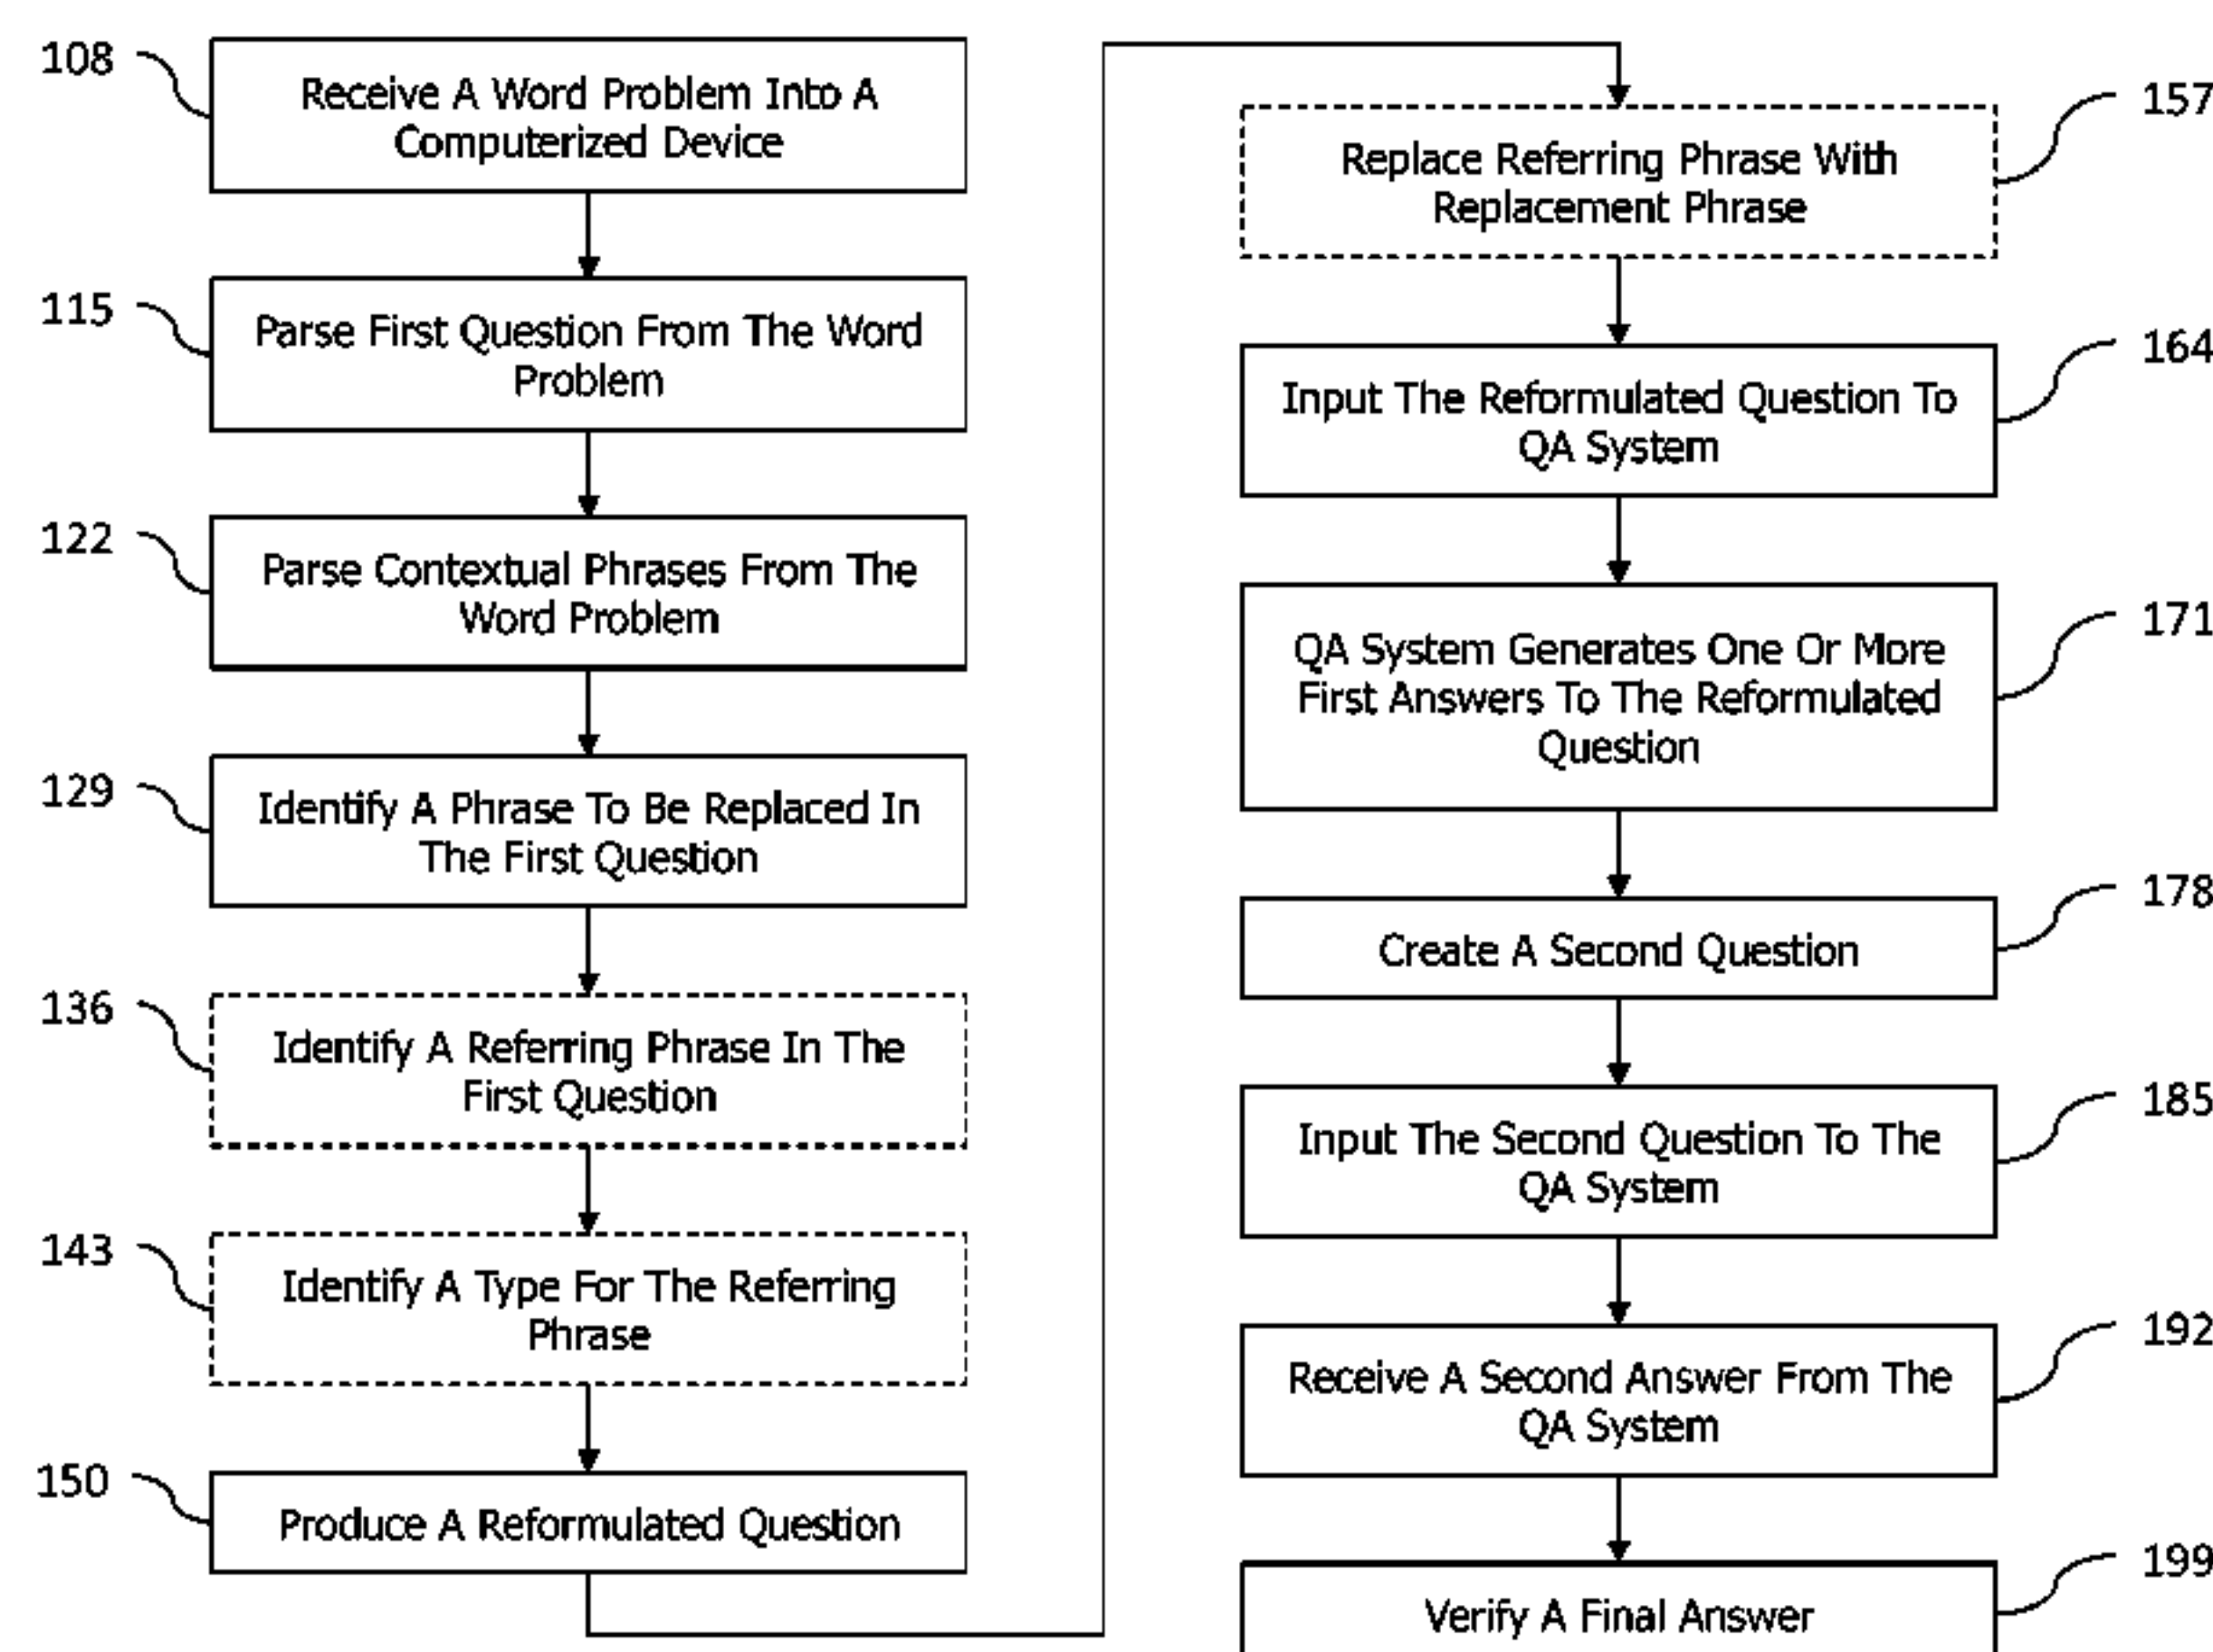 108
Receive A Word Problem Into A
Computerized Device
115
Parse First Question From The Word
Problem
122
Parse Contextual Phrases From The
Word Problem
129
Identify A Phrase To Be Replaced In
The First Question
136
Identify A Referring Phrase In The
First Question
143
Identify A Type For The Referring
Phrase
150
Produce A Reformulated Question
157
Replace Referring Phrase With
Replacement Phrase
164
Input The Reformulated Question To
QA System
171
QA System Generates One Or More
First Answers To The Reformulated
Question
178
Create A Second Question
185
Input The Second Question To The
QA System
192
Receive A Second Answer From The
QA System
199
Verify A Final Answer